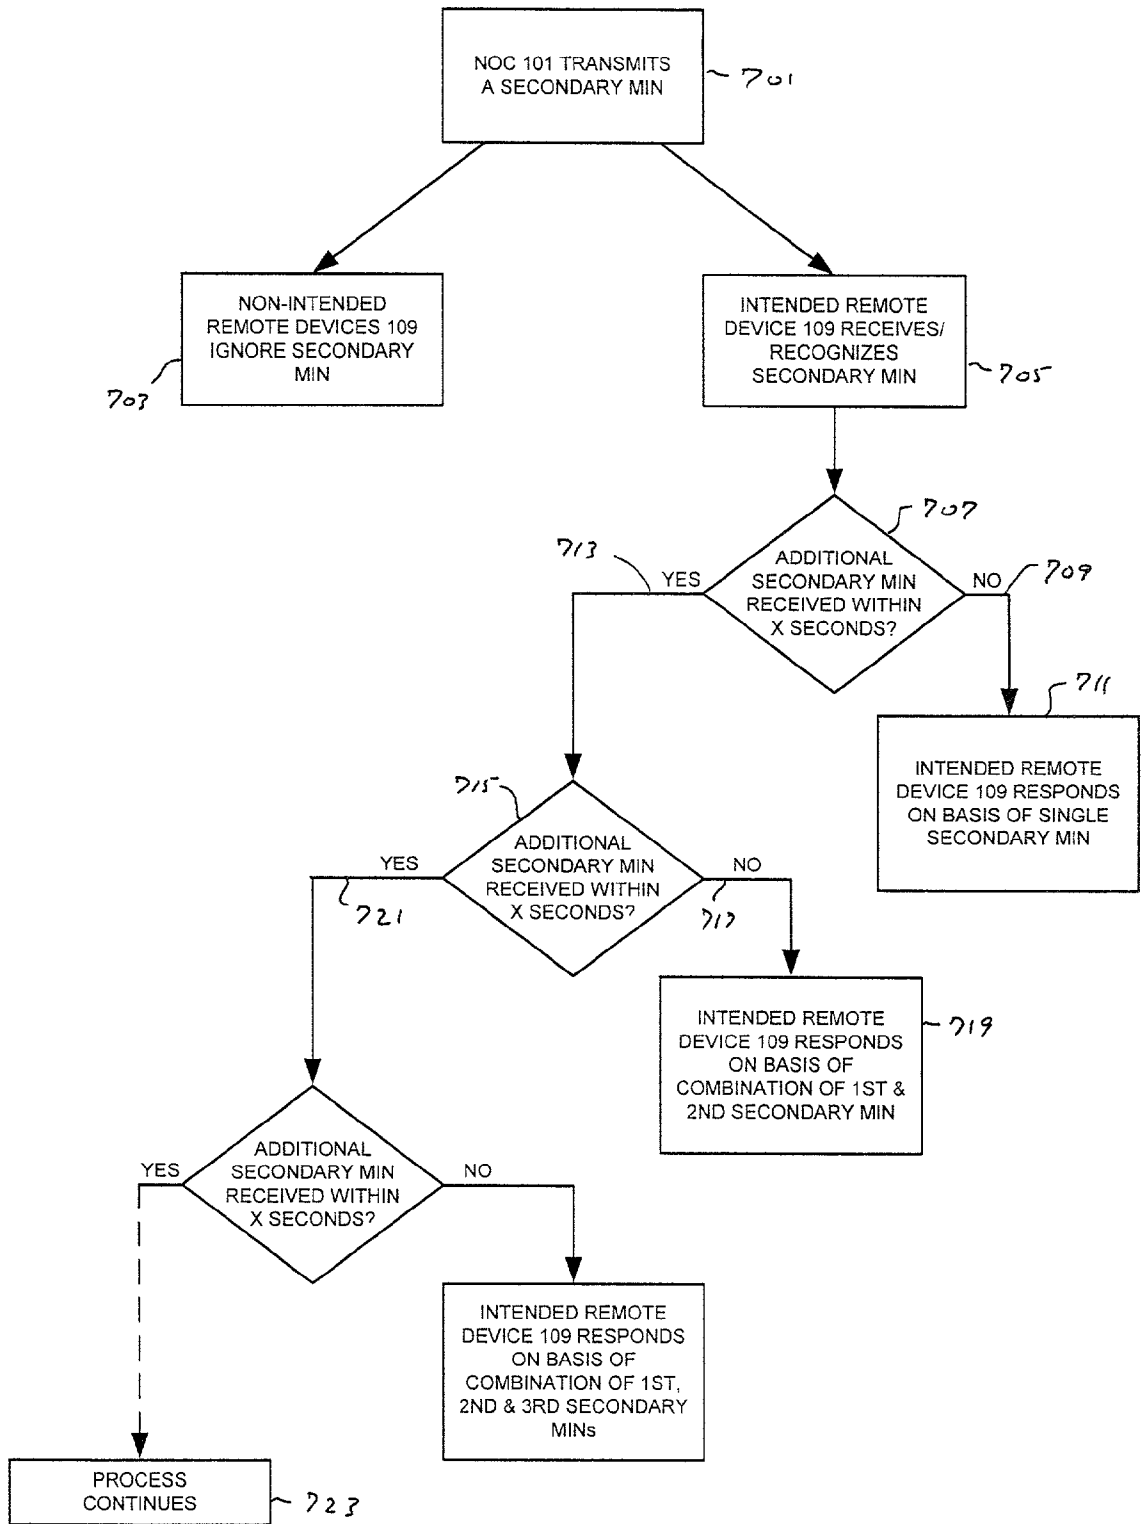 NOC 101 TRANSMITS
A SECONDARY MIN
701
NON-INTENDED
REMOTE DEVICES 109
IGNORE SECONDARY
MIN
703
INTENDED REMOTE
DEVICE 109 RECEIVES/
RECOGNIZES
SECONDARY MIN
705
707
ADDITIONAL
SECONDARY MIN
RECEIVED WITHIN
X SECONDS?
713
YES
NO
709
711
INTENDED REMOTE
DEVICE 109 RESPONDS
ON BASIS OF SINGLE
SECONDARY MIN
715
ADDITIONAL
SECONDARY MIN
RECEIVED WITHIN
X SECONDS?
YES
721
NO
717
INTENDED REMOTE
DEVICE 109 RESPONDS
ON BASIS OF
COMBINATION OF 1ST &
2ND SECONDARY MIN
719
ADDITIONAL
SECONDARY MIN
RECEIVED WITHIN
X SECONDS?
YES
NO
INTENDED REMOTE
DEVICE 109 RESPONDS
ON BASIS OF
COMBINATION OF 1ST,
2ND & 3RD SECONDARY
MINs
PROCESS
CONTINUES
723